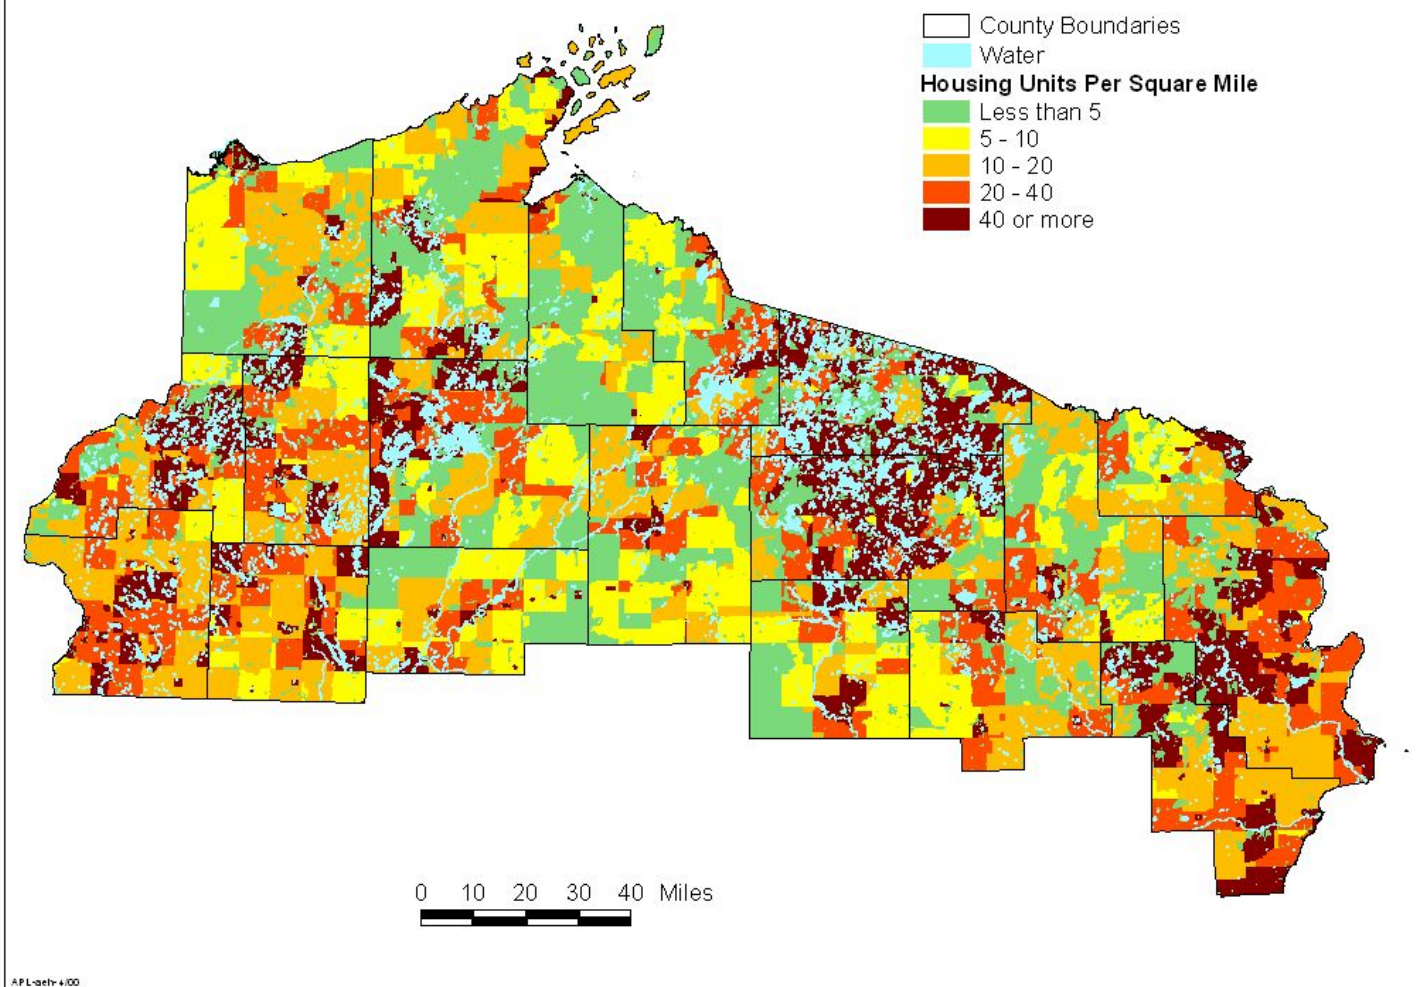 County Boundaries
Water
Housing Units Per Square Mile
Less than 5
5 - 10
10 - 20
20 - 40
40 or more
0 10 20 30 40 Miles